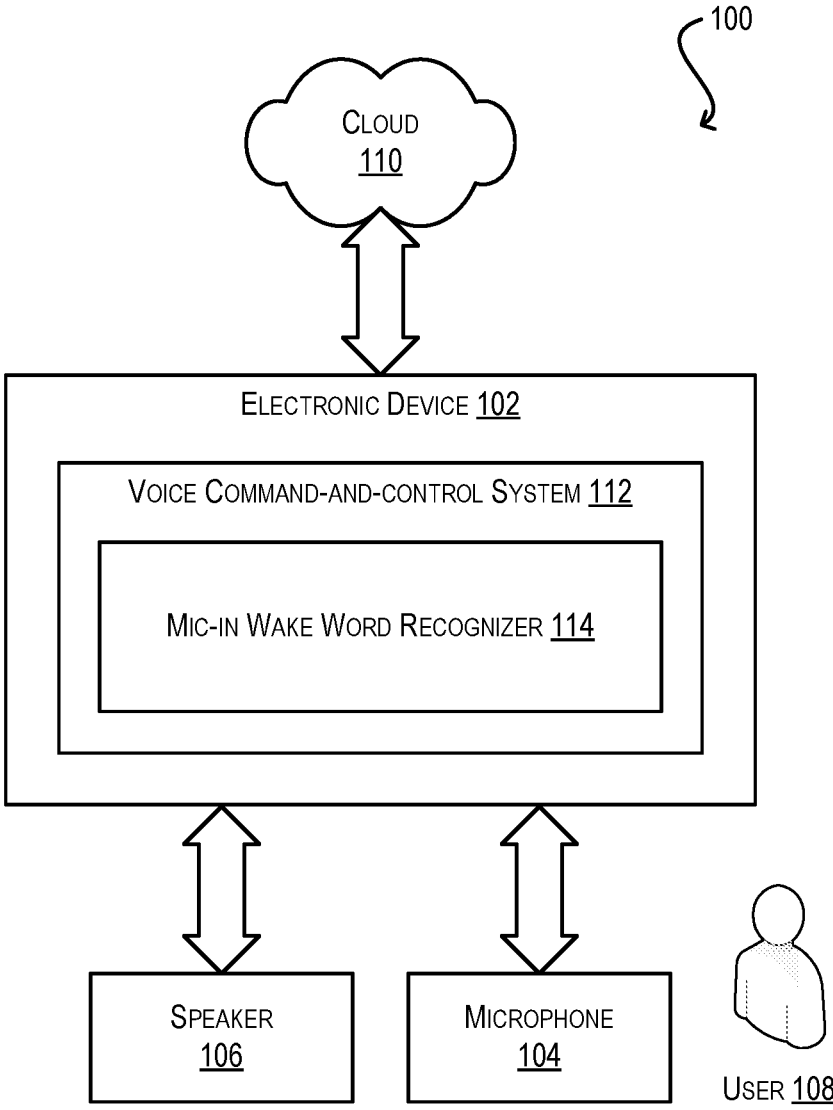 100
Cloud
110
Electronic Device 102
Voice Command-and-control System 112
Mic-in Wake Word Recognizer 114
Speaker
106
Microphone
104
User 108